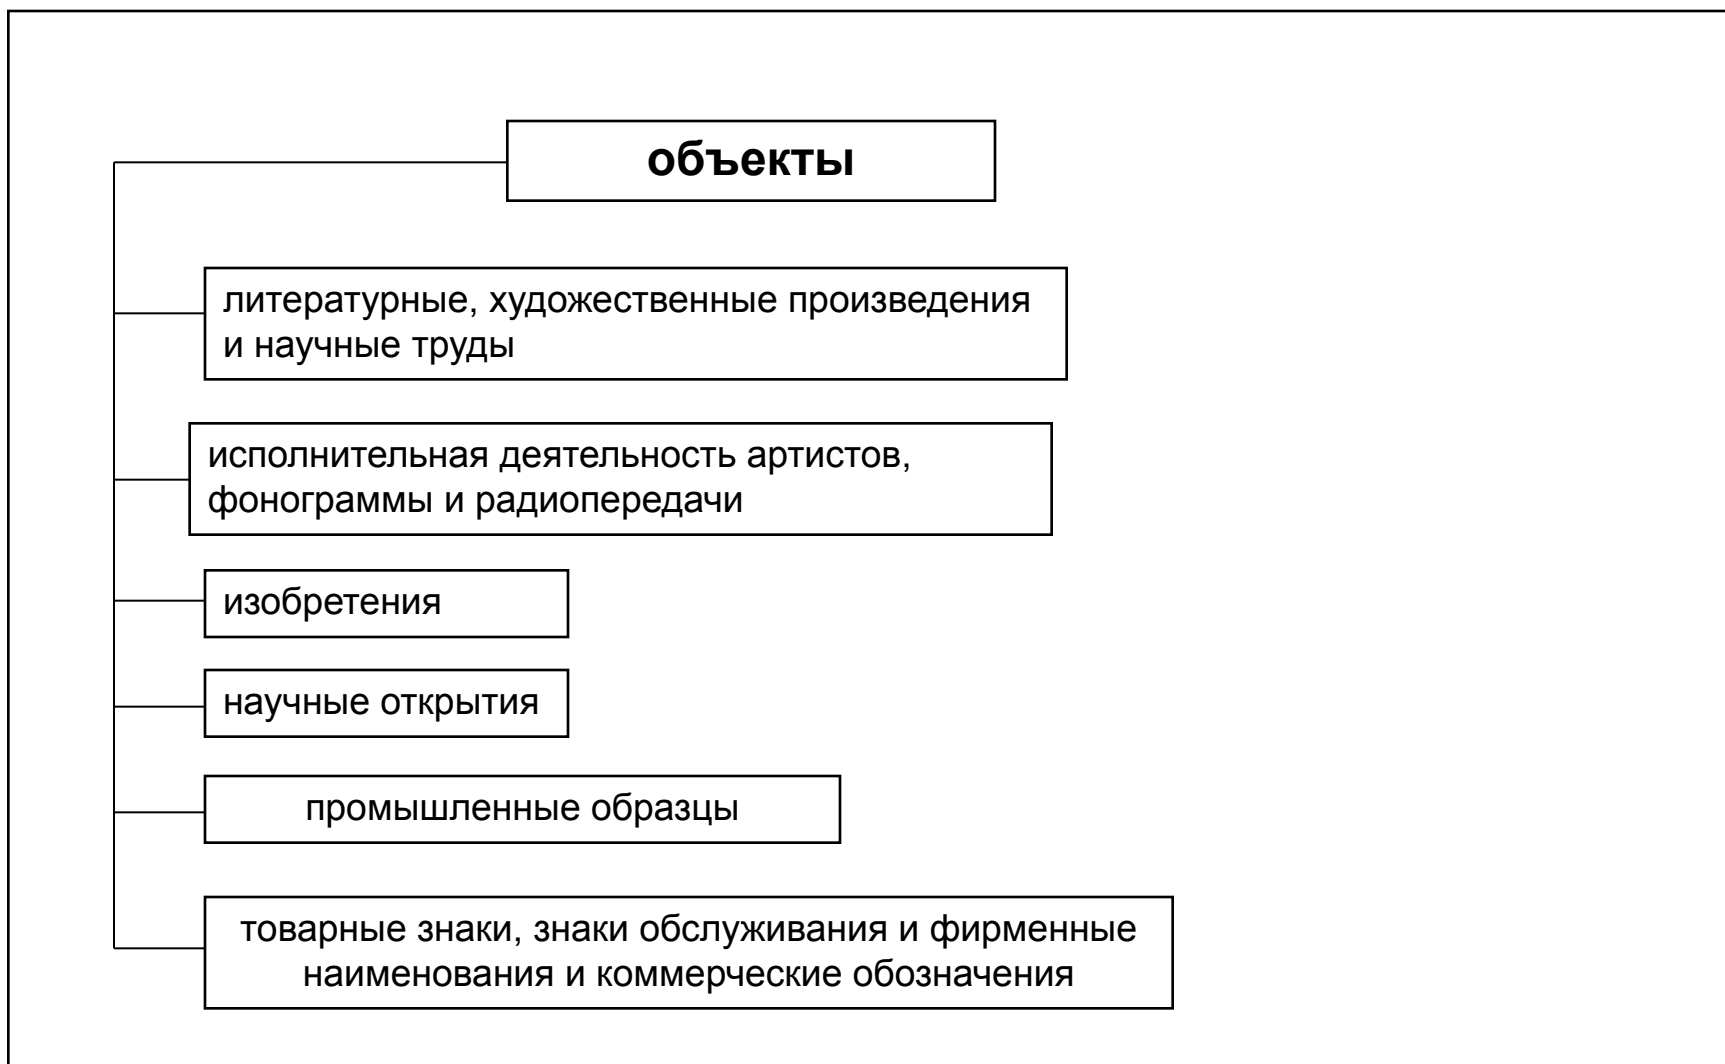 объекты
литературные, художественные произведения
и научные труды
исполнительная деятельность артистов,
фонограммы и радиопередачи
изобретения
научные открытия
промышленные образцы
товарные знаки, знаки обслуживания и фирменные
наименования и коммерческие обозначения